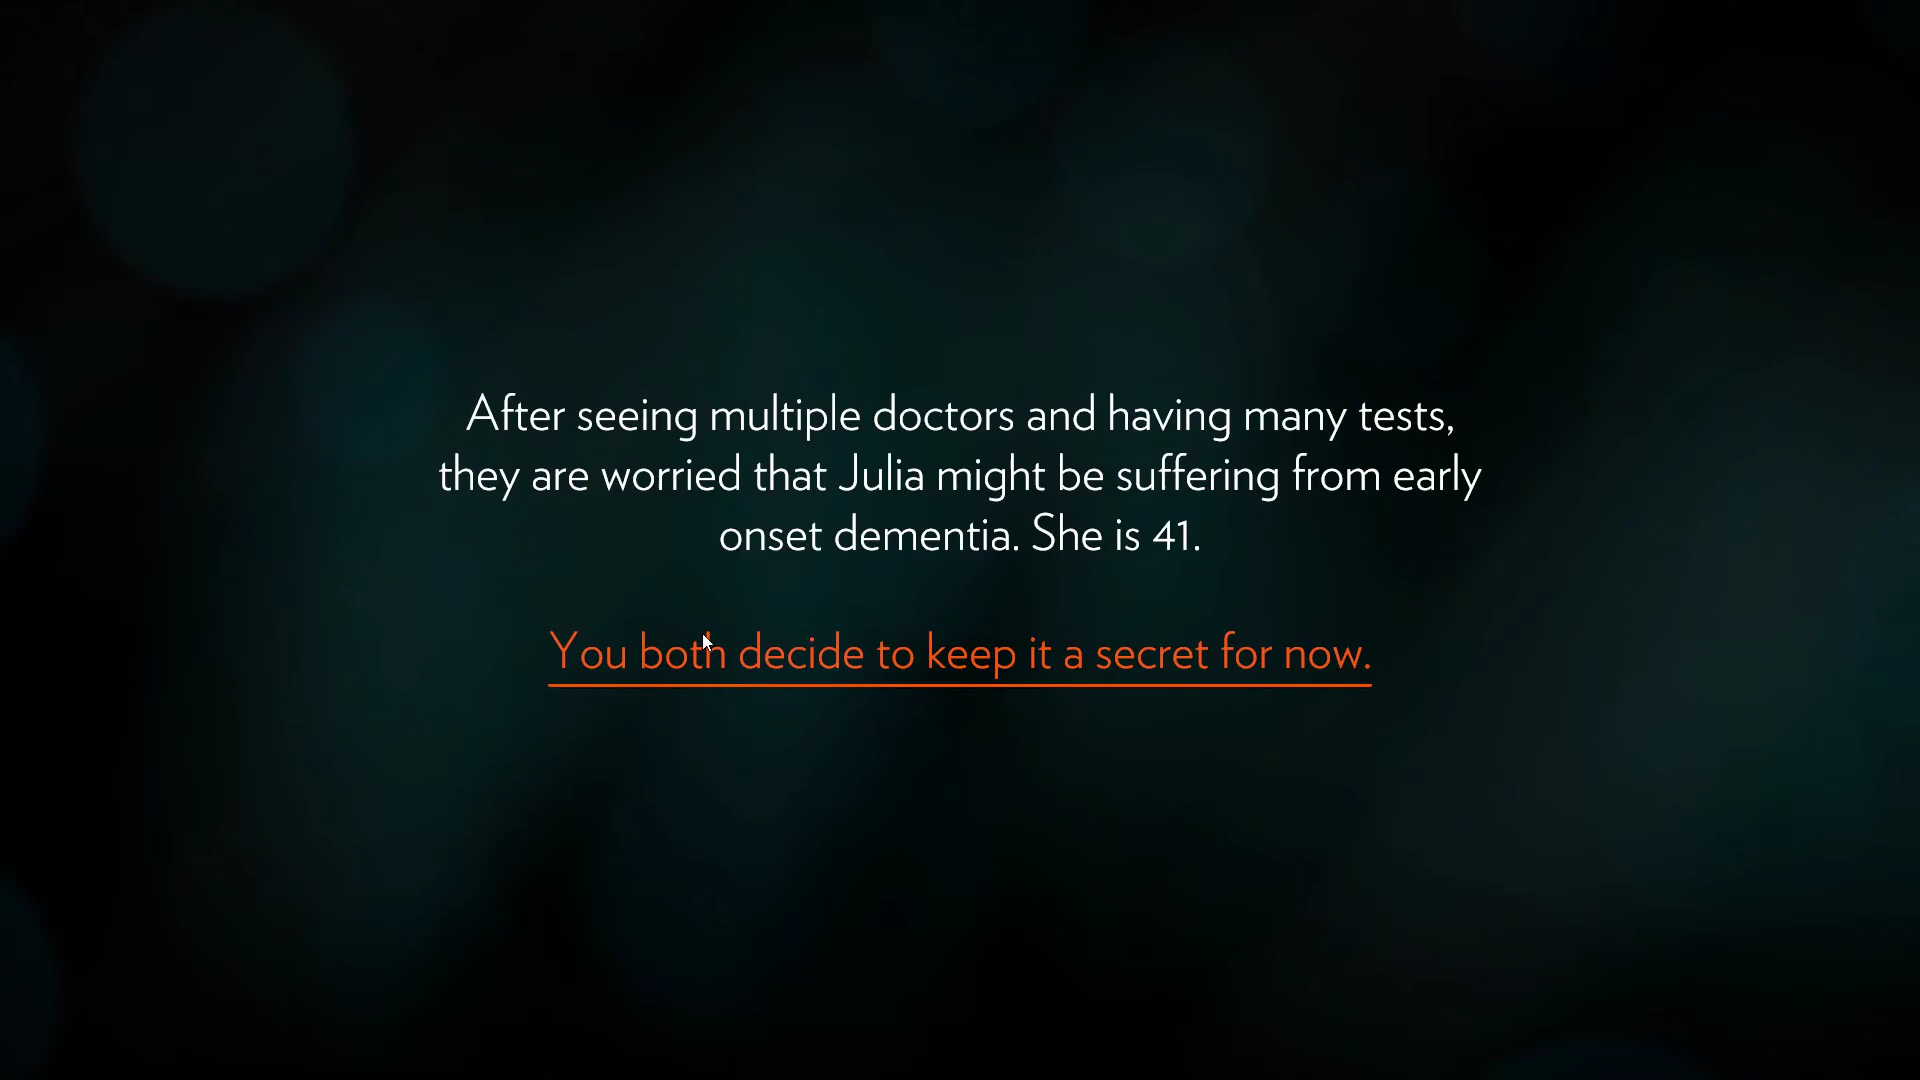 After seeing multiple doctors and having many tests,
they are worried that Julia might be suffering from early
onset dementia. She is 41.
You both decide to keep it a secret for now.